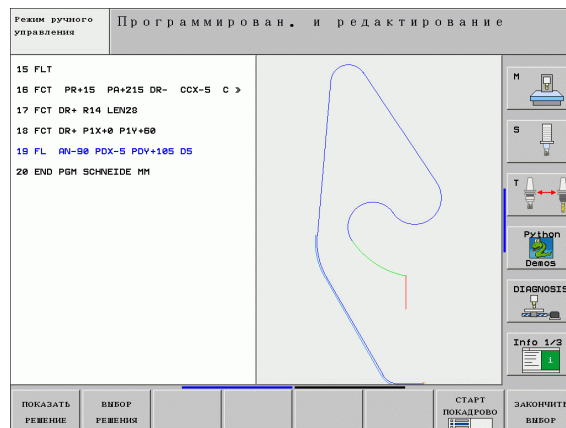 Режим ручного
управления
Программирован. и редактирование
15 FLT
16 FCT PR+15 PA+215 DR- CCX-5 C »
17 FCT DR+ R14 LEN28
18 FCT DR+ P1X+0 P1Y+60
19 FL AN-90 PDX-5 PDY+105 D5
20 END PGM SCHNEIDE MM
M
S
T
Python
Demos
DIAGNOSIS
Info 1/3
i
ПОКАЗАТЬ
РЕШЕНИЕ
ВЫБОР
РЕШЕНИЯ
СТАРТ
ПОКАДРОВО
ЗАКОНЧИТЬ
ВЫБОР